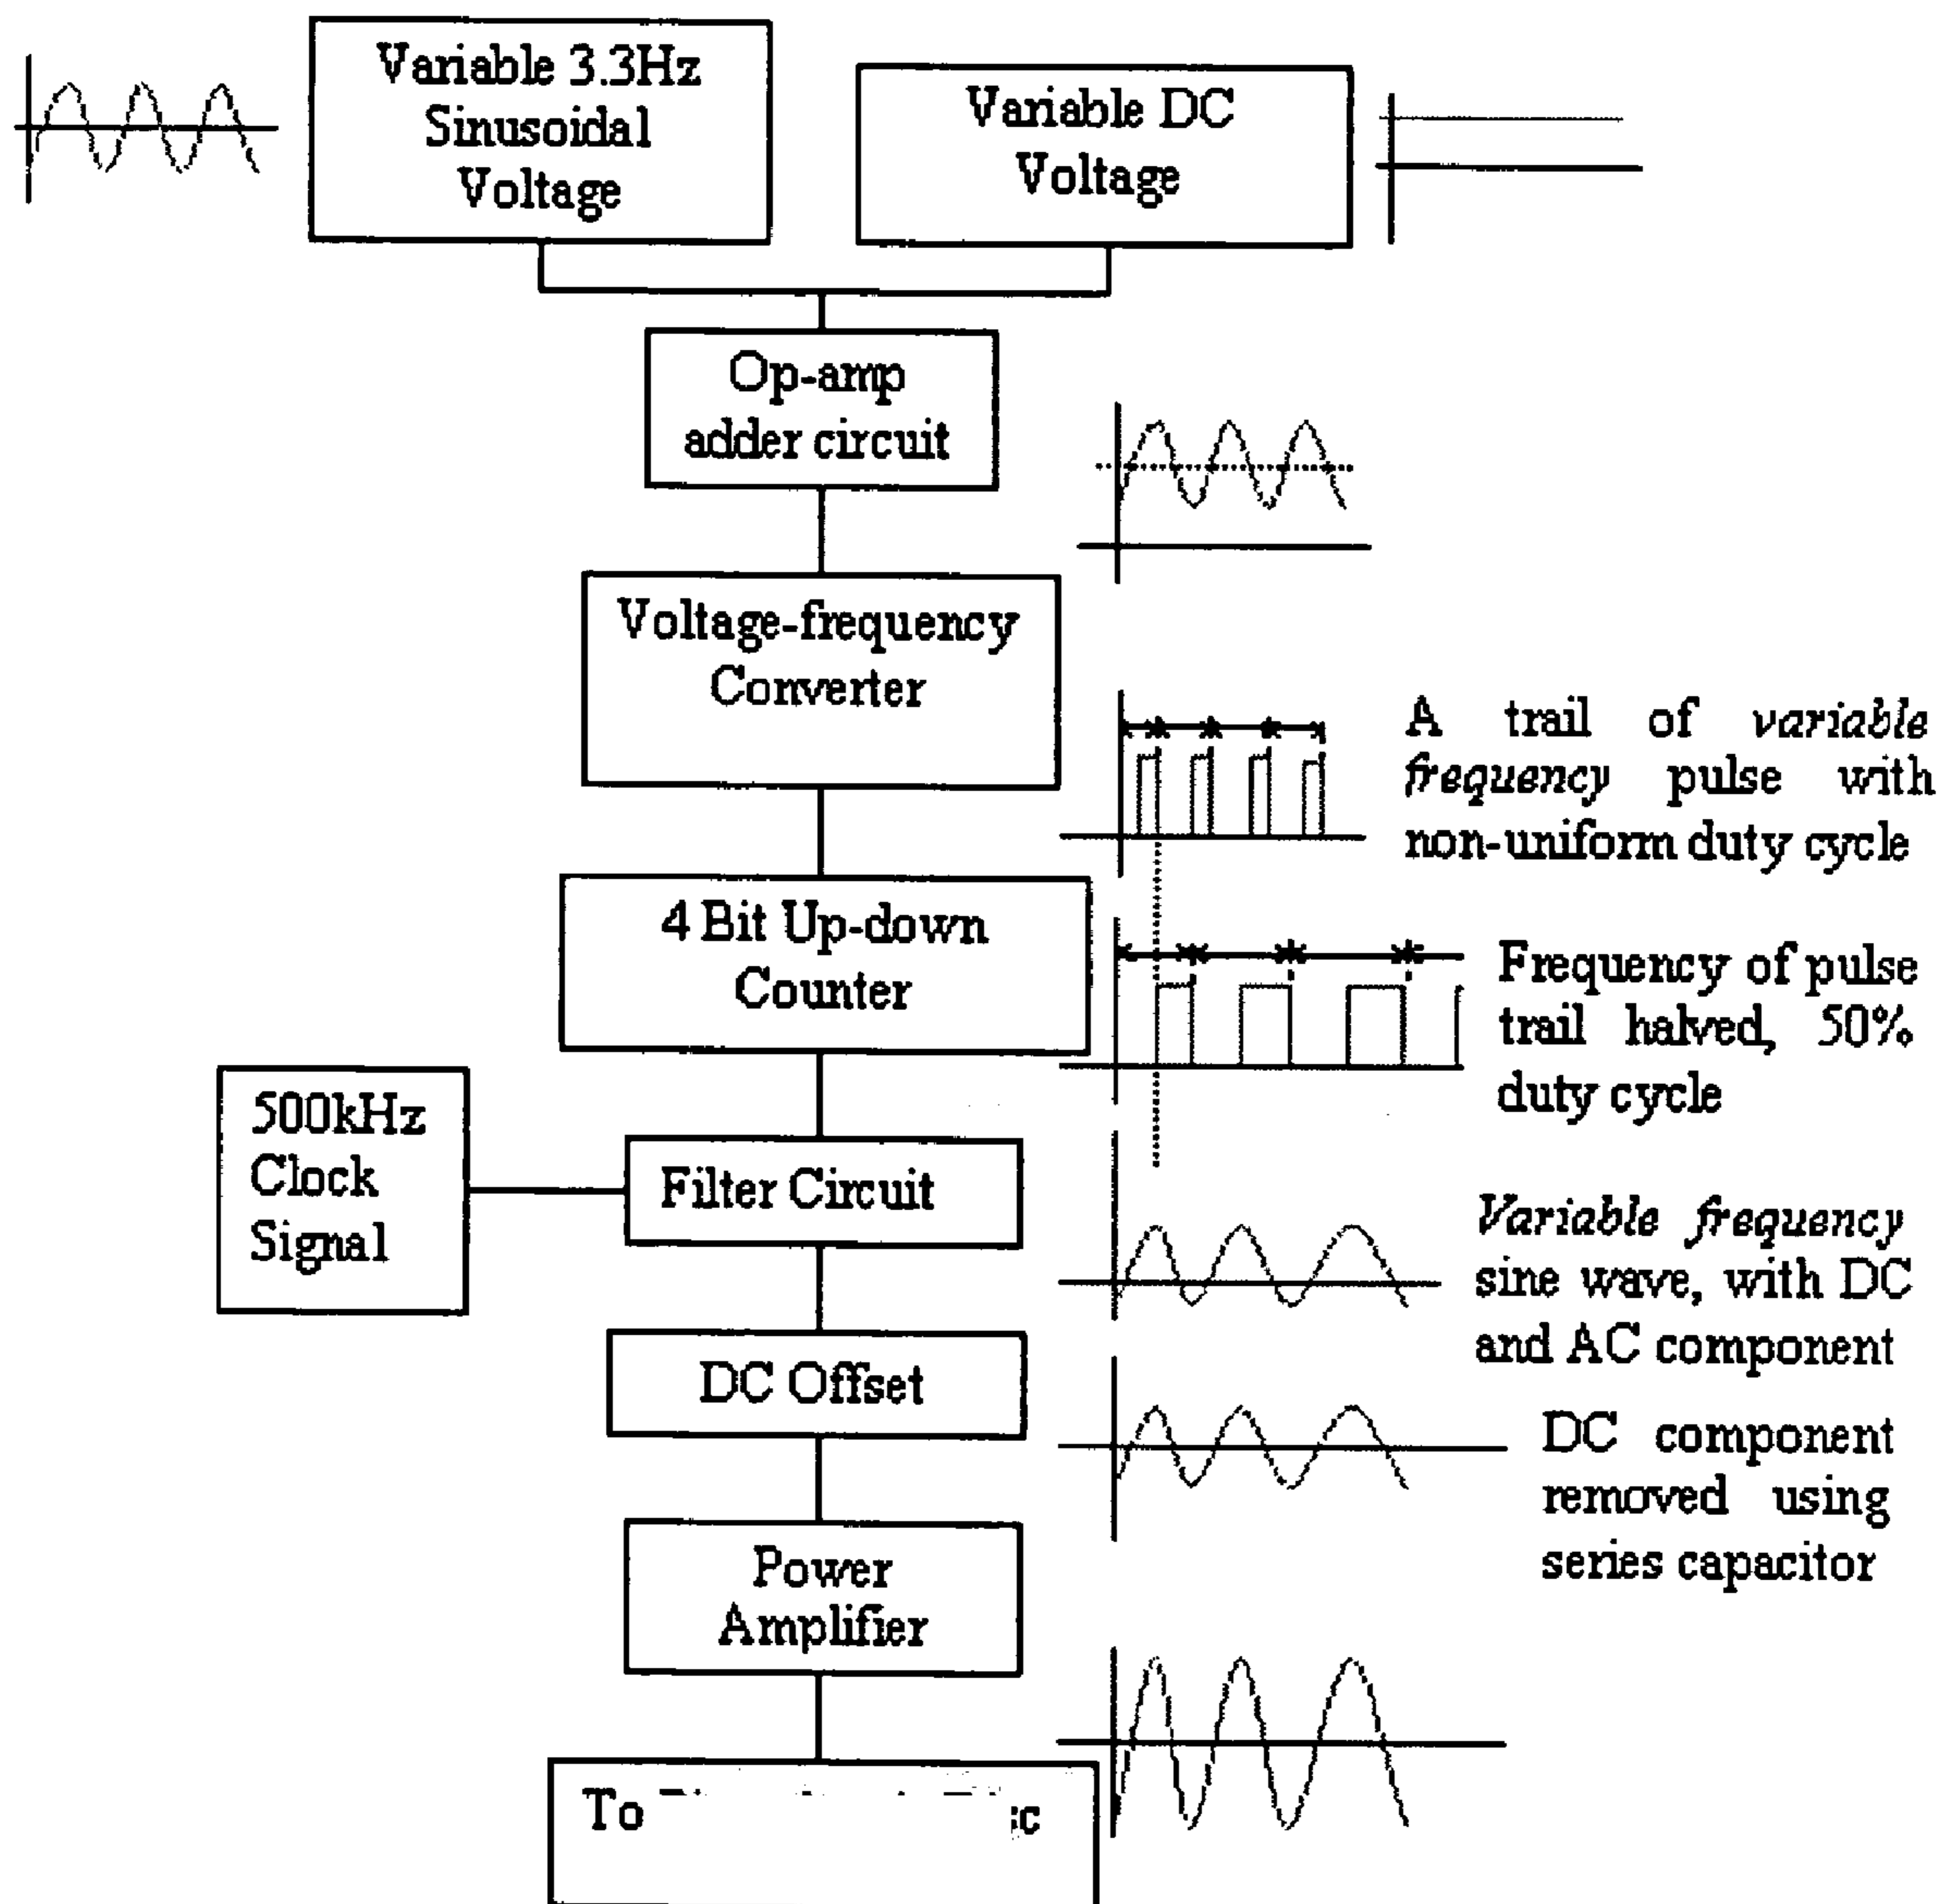 Variable 3.3Hz
Sinusoidal
Voltage
Variable DC
Voltage
Op-amp
adder circuit
Voltage-frequency
Converter
A trail of variable
frequency pulse with
non-uniform duty cycle
4 Bit Up-down
Counter
Frequency of pulse
trail halved, 50%
duty cycle
500kHz
Clock
Signal
Filter Circuit
Variable frequency
sine wave, with DC
and AC component
DC Offset
DC component
removed using
series capacitor
Power
Amplifier
To